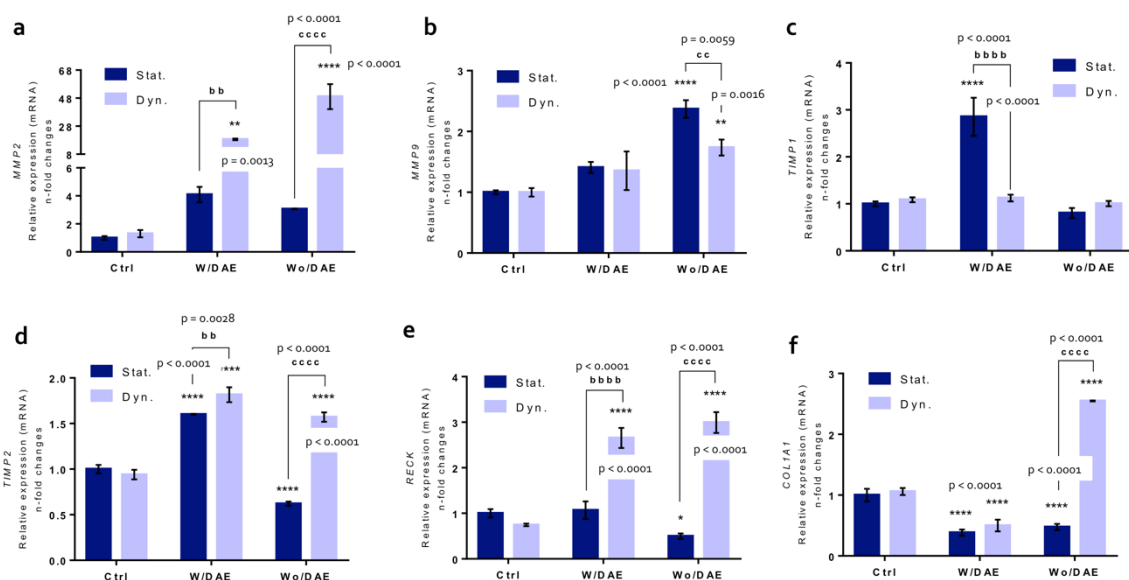 a
p < 0.0001
cccc
**** p < 0.0001
Stat.
Dyn.
bb
**
p = 0.0013
MMP2
Relative expression (mRNA)
n-fold changes
68
48
28
8
6
4
2
0
Ctrl W/DAE Wo/DAE
b
p = 0.0059
cc
Stat.
Dyn.
p < 0.0001
****
p = 0.0016
**
MMP9
Relative expression (mRNA)
n-fold changes
3
2
1
0
Ctrl W/DAE Wo/DAE
c
p < 0.0001
bbbb
****
p < 0.0001
Stat.
Dyn.
TIMP1
Relative expression (mRNA)
n-fold changes
4
3
2
1
0
Ctrl W/DAE Wo/DAE
d
p = 0.0028
bb
Stat.
Dyn.
p < 0.0001
****
***
p < 0.0001
cccc
****
p < 0.0001
****
TIMP2
Relative expression (mRNA)
n-fold changes
2.0
1.5
1.0
0.5
0.0
Ctrl W/DAE Wo/DAE
e
Stat.
Dyn.
p < 0.0001
bbbb
****
p < 0.0001
p < 0.0001
cccc
****
p < 0.0001
*
RECK
Relative expression (mRNA)
n-fold changes
4
3
2
1
0
Ctrl W/DAE Wo/DAE
f
Stat.
Dyn.
p < 0.0001
cccc
****
p < 0.0001
****
p < 0.0001
**** ****
COL1A1
Relative expression (mRNA)
n-fold changes
3
2
1
0
Ctrl W/DAE Wo/DAE